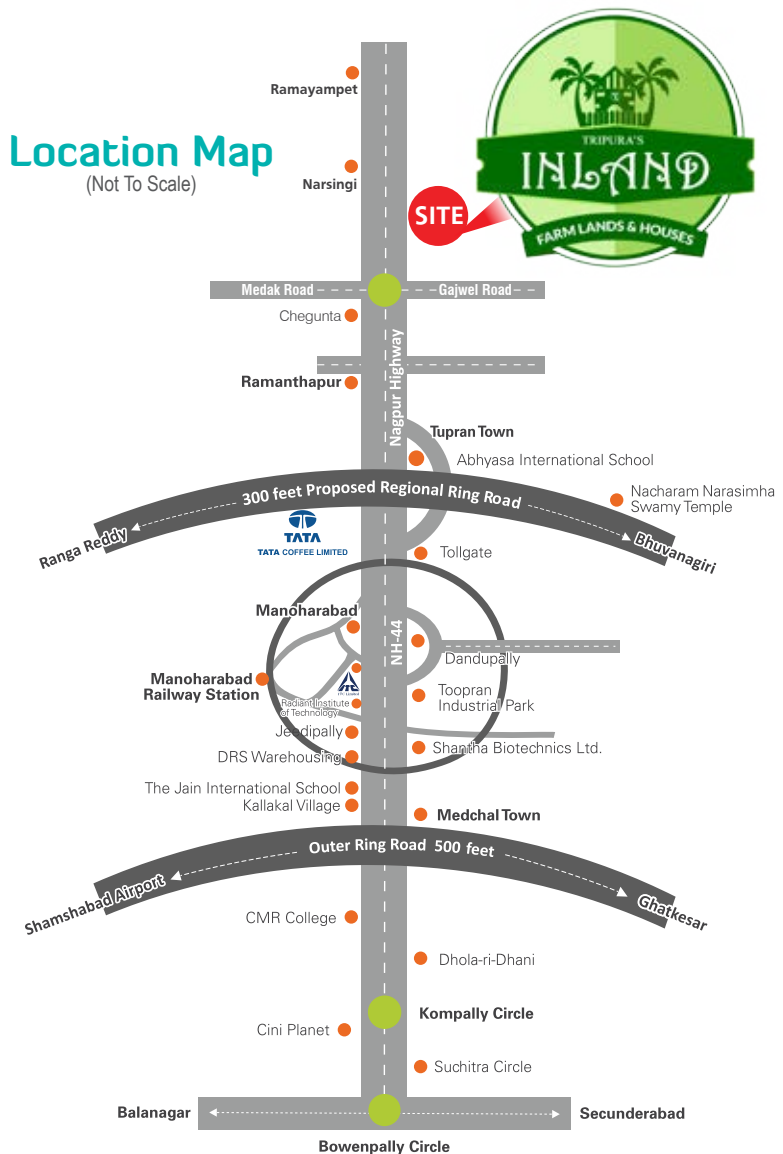 Ramayampet
Location Map
(Not To Scale)
Narsingi
SITE
TRIPURA'S
INLAND
FARM LANDS & HOUSES
Medak Road
Gajwel Road
Chegunta
Nagpur Highway
Ramanthapur
Tupran Town
Abhyasa International School
300 feet Proposed Regional Ring Road
Nacharam Narasimha
Swamy Temple
Ranga Reddy
Bhuvanagiri
TATA
TATA COFFEE LIMITED
Tollgate
Manoharabad
NH-44
Dandupally
Manoharabad
Railway Station
ITC Limited
Radiant Institute
of Technology
Toopran
Industrial Park
Jeedipally
Shantha Biotechnics Ltd.
DRS Warehousing
The Jain International School
Kallakal Village
Medchal Town
Outer Ring Road 500 feet
Shamshabad Airport
Ghatkesar
CMR College
Dhola-ri-Dhani
Kompally Circle
Cini Planet
Suchitra Circle
Balanagar
Secunderabad
Bowenpally Circle